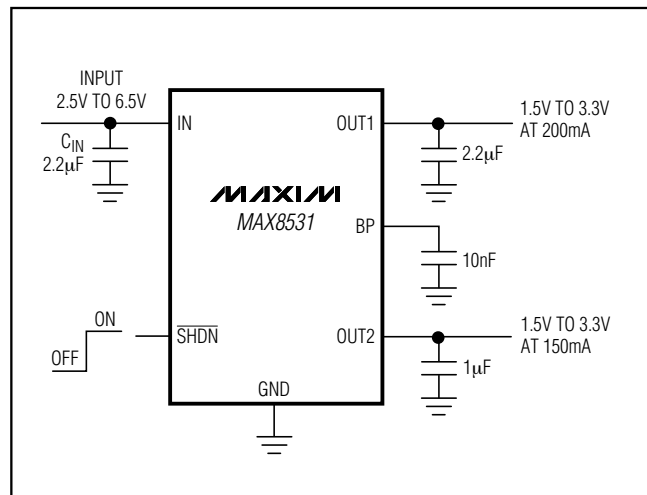 INPUT
2.5V TO 6.5V
C_IN
2.2µF
IN
OUT1
1.5V TO 3.3V
AT 200mA
2.2µF
MAXIM
MAX8531
BP
10nF
ON
OFF
SHDN
OUT2
1.5V TO 3.3V
AT 150mA
1µF
GND